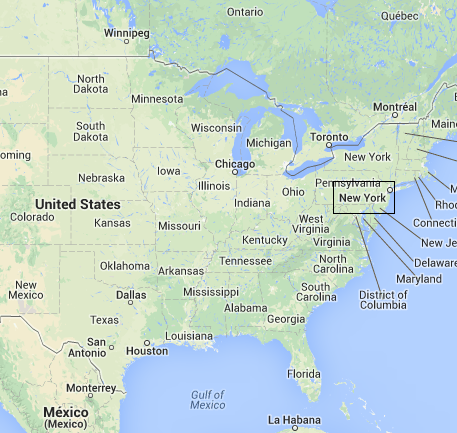 Ontario
Québec
Winnipeg
North
Dakota
Minnesota
Montréal
Maine
South
Dakota
Wisconsin
Michigan
Toronto
New York
oming
Chicago
Nebraska
Iowa
Illinois
Indiana
Ohio
Pennsylvania
New York
M
Rhoc
United States
Colorado
Kansas
Missouri
West
Virginia
Virginia
Connecti
Kentucky
New Je
Oklahoma
Tennessee
North
Carolina
Delaware
Arkansas
Maryland
New
Mexico
Dallas
Mississippi
South
Carolina
District of
Columbia
Alabama
Georgia
Texas
Louisiana
San
Antonio
Houston
Florida
Monterrey
Gulf of
Mexico
México
(Mexico)
La Habana